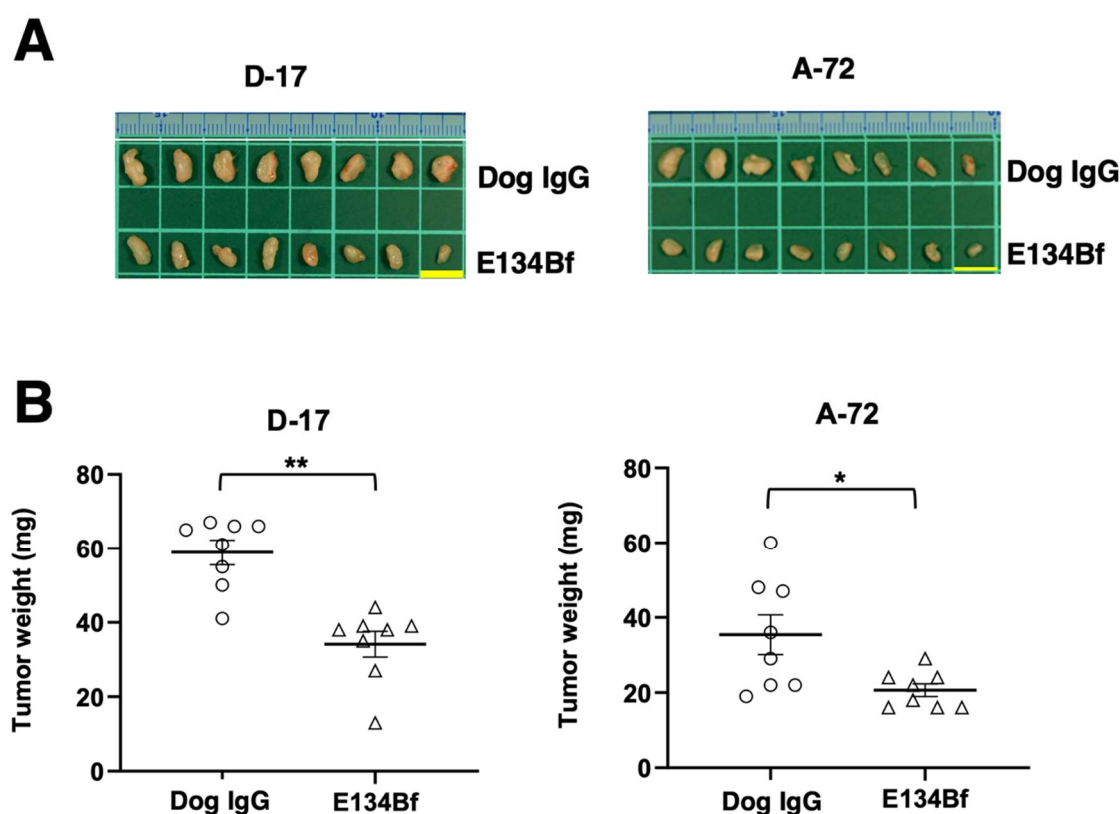 A
D-17
A-72
Dog IgG
E134Bf
Dog IgG
E134Bf
B
D-17
A-72
**
*
Tumor weight (mg)
80
60
40
20
0
Dog IgG
E134Bf
Tumor weight (mg)
80
60
40
20
0
Dog IgG
E134Bf